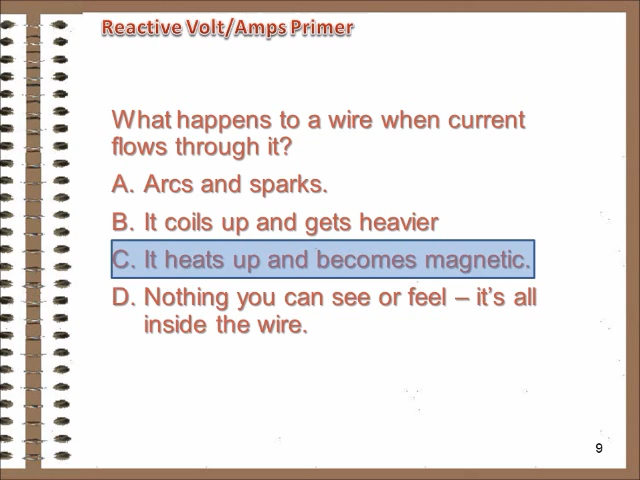 Reactive Volt/Amps Primer
What happens to a wire when current
flows through it?
A. Arcs and sparks.
B. It coils up and gets heavier
C. It heats up and becomes magnetic.
D. Nothing you can see or feel – it’s all
inside the wire.
9